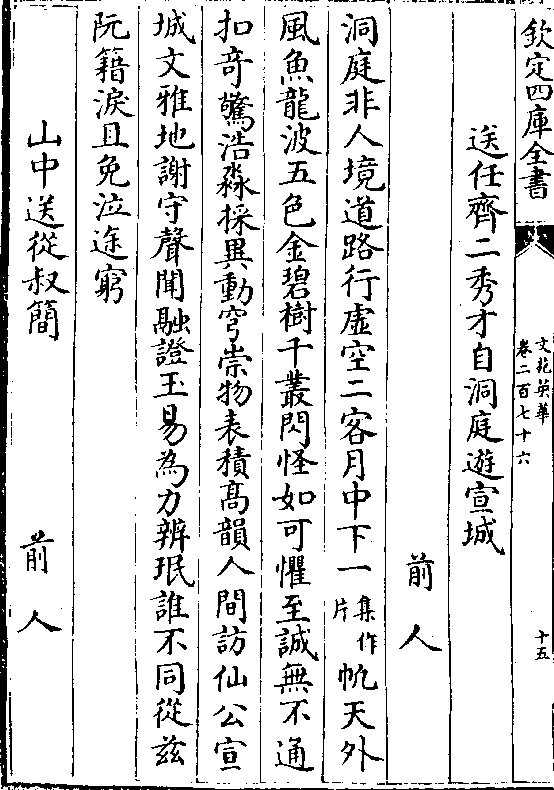 欽定四庫全書
文苑英華
卷二百七十六
十五
送任齊二秀才自洞庭遊宣城
前人
洞庭非人境道路行虛空二客月中下一集作片帆天外
風魚龍波五色金碧樹千叢閃怪如可懼至誠無不通
扣奇驚浩淼採異動穹崇物表積高韻人間訪仙公宣
城文雅地謝守聲聞融證玉易為力辨珉誰不同從兹
阮籍淚且免泣途窮
山中送從叔簡
前人